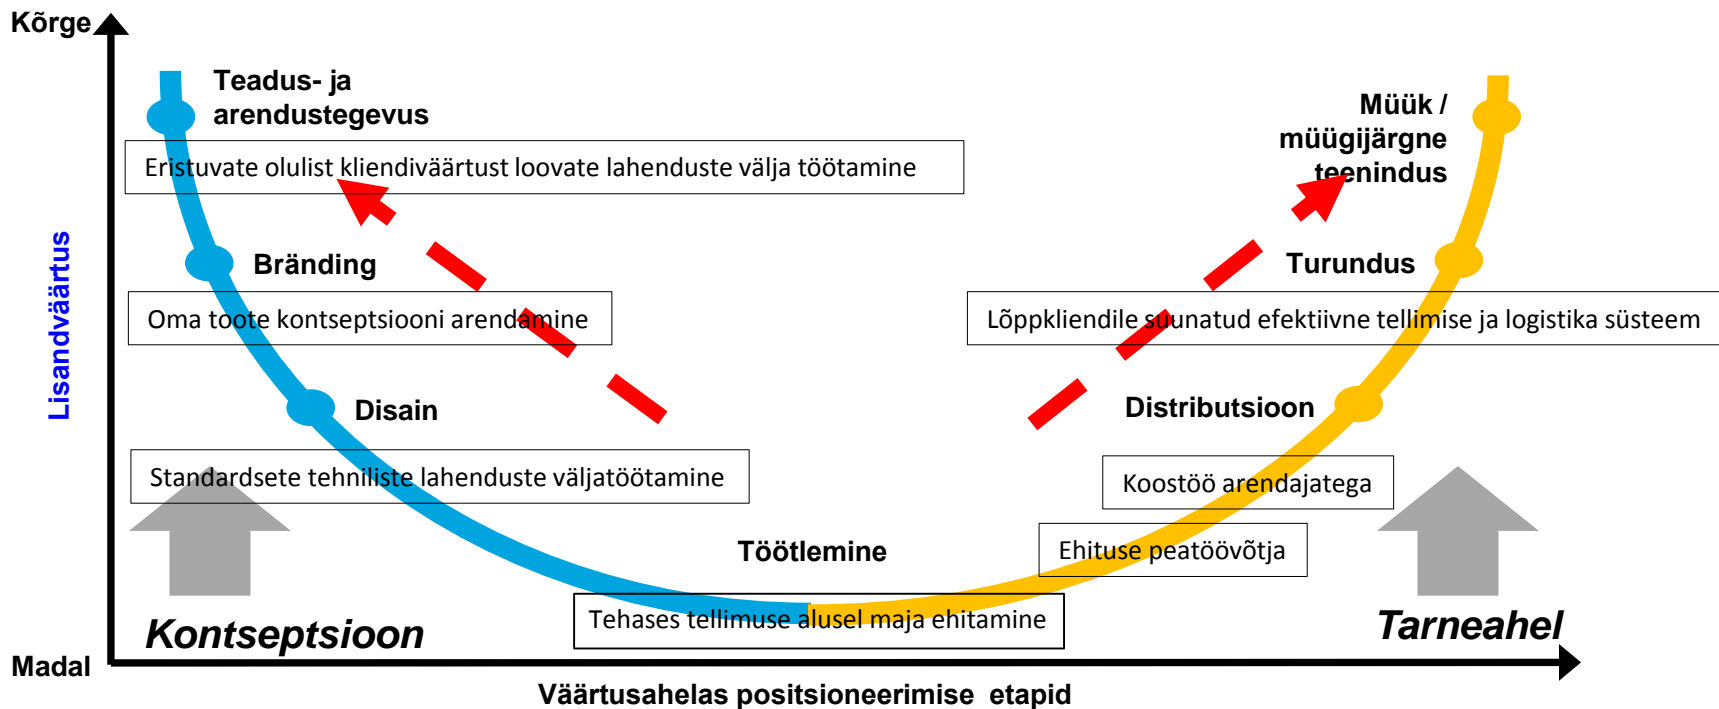 Kõrge
Teadus- ja
arendustegevus
Müük /
müügijärgne
teenindus
Eristuvate olulist kliendiväärtust loovate lahenduste välja töötamine
Lisandväärtus
Bränding
Turundus
Oma toote kontseptsiooni arendamine
Lõppkliendile suunatud efektiivne tellimise ja logistika süsteem
Disain
Distributsioon
Standardsete tehniliste lahenduste väljatöötamine
Koostöö arendajatega
Töötlemine
Ehituse peatöövõtja
Tehases tellimuse alusel maja ehitamine
Kontseptsioon
Tarneahel
Madal
Väärtusahelas positsioneerimise etapid